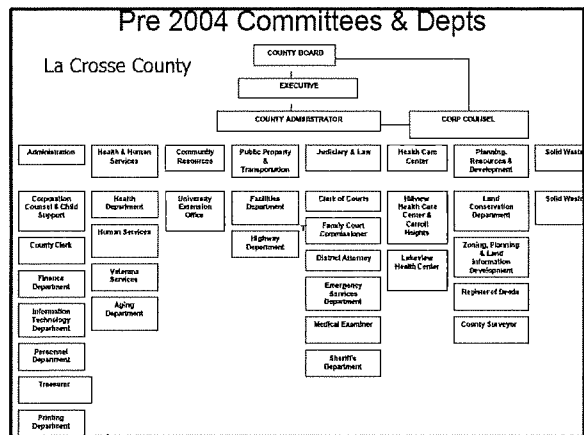 Pre 2004 Committees & Depts
La Crosse County
COUNTY BOARD
EXECUTIVE
COUNTY ADMINISTRATOR
CORP COUNSEL
Administration
Health & Human
Services
Community
Resources
Public Property
&
Transportation
Judiciary & Law
Health Care
Center
Planning,
Resources &
Development
Solid Waste
Corporation
Counsel & Child
Support
County Clerk
Finance
Department
Information
Technology
Department
Personnel
Department
Treasurer
Printing
Department
Health
Department
Human Services
Veterans
Services
Aging
Department
University
Extension
Office
Facilities
Department
Highway
Department
Clerk of Courts
Family Court
Commissioner
District Attorney
Emergency
Services
Department
Medical Examiner
Sheriff's
Department
Hillview
Health Care
Center &
Carroll
Heights
Lakeview
Health Center
Land
Conservation
Department
Zoning, Planning
& Land
Information
Development
Register of Deeds
County Surveyor
Solid Waste